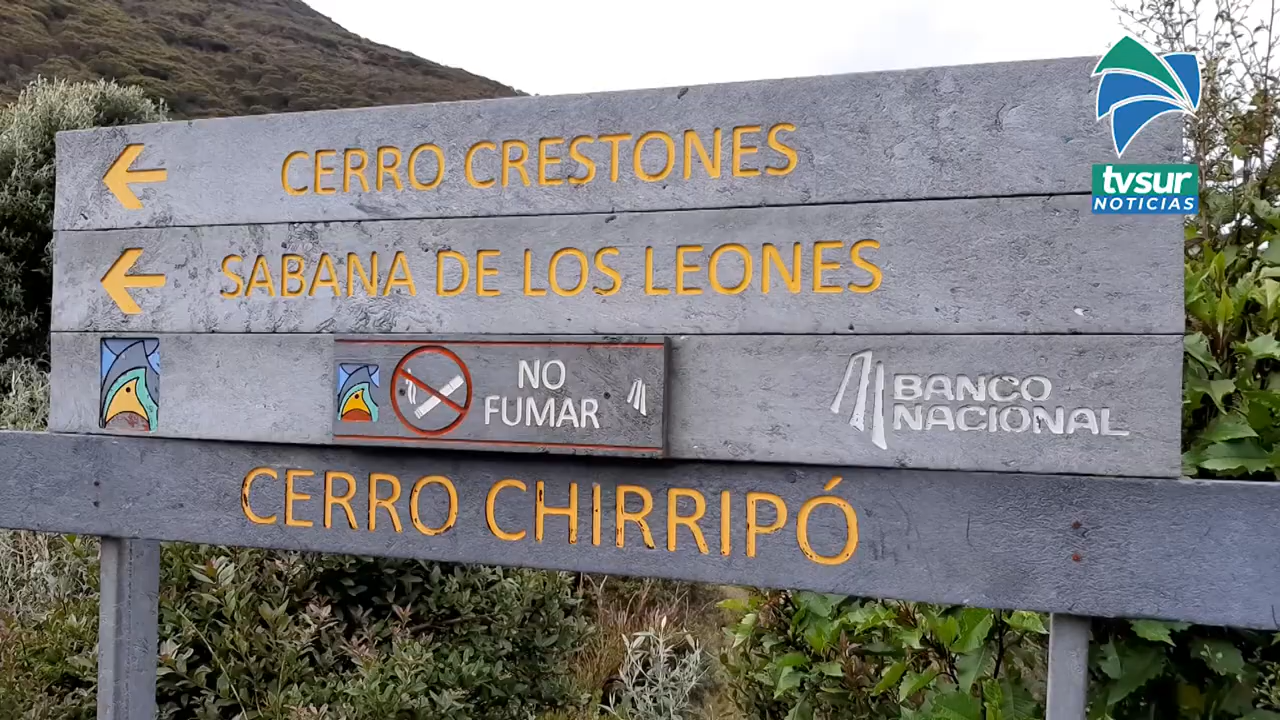 CERRO CRESTONES
tvsur
NOTICIAS
SABANA DE LOS LEONES
NO
FUMAR
BANCO
NACIONAL
CERRO CHIRRIPÓ